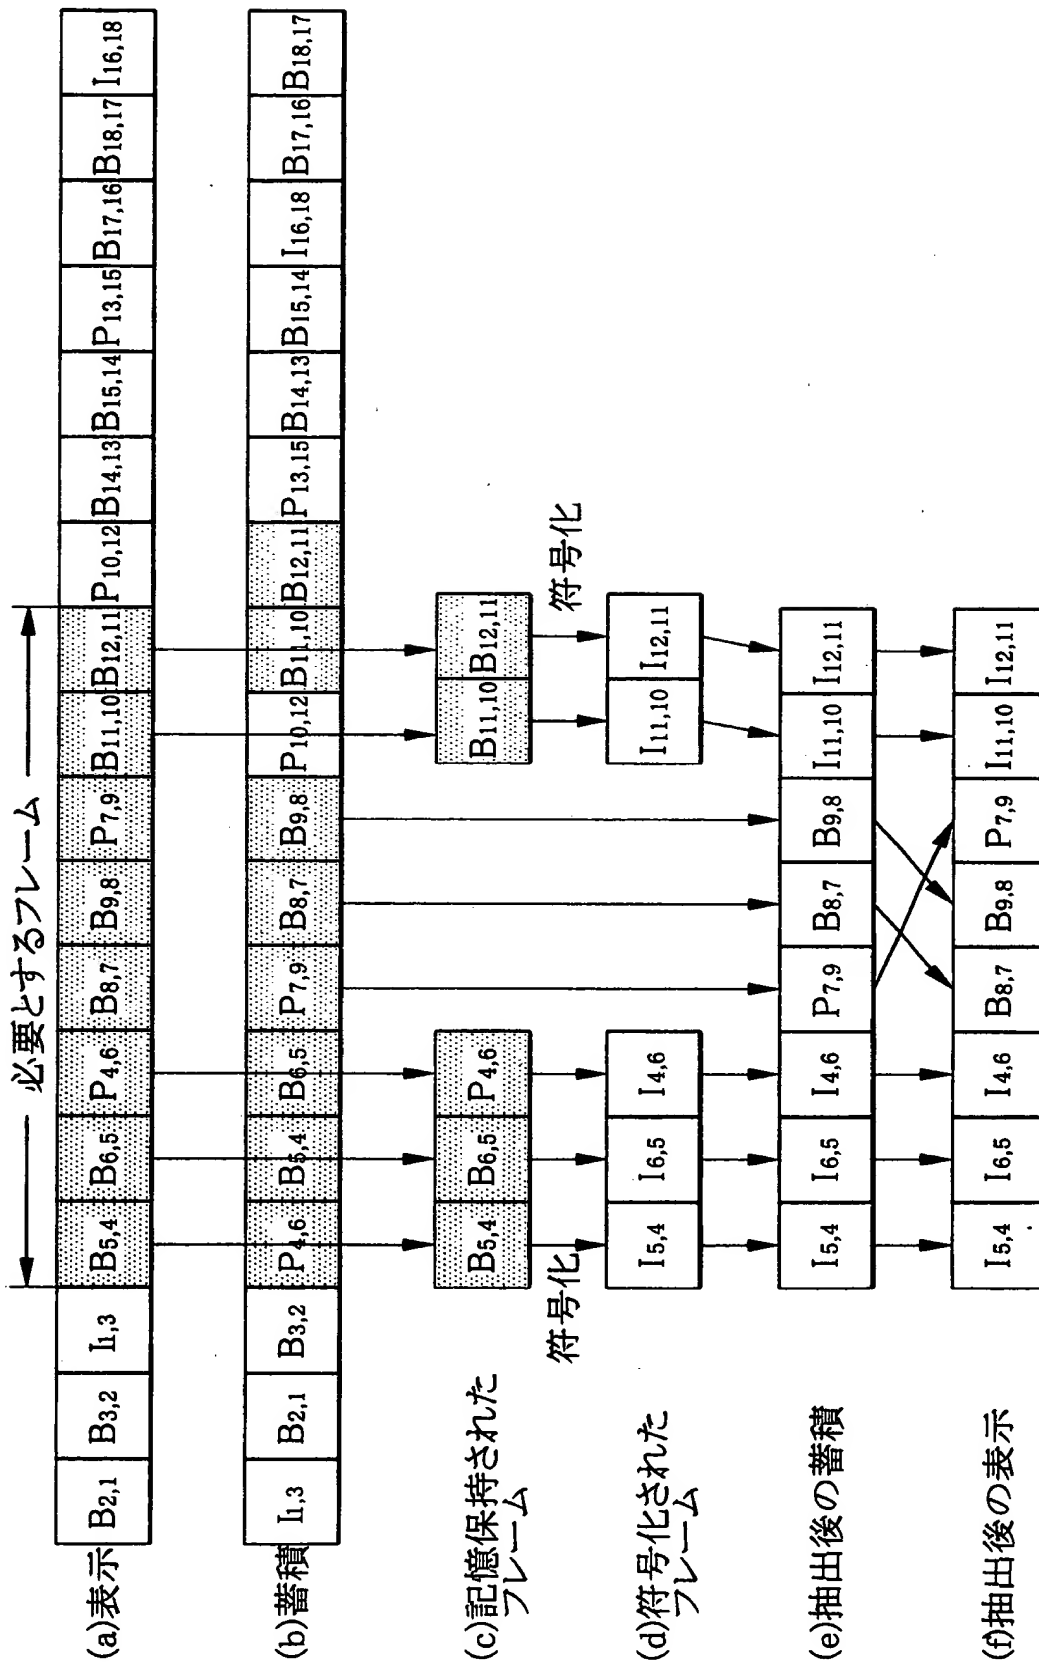 必要とするフレーム
(a)表示 B2,1 B3,2 I1,3 B5,4 B6,5 P4,6 B8,7 B9,8 P7,9 B11,10 B12,11 P10,12 B14,13 B15,14 P13,15 B17,16 B18,17 I16,18
(b)蓄積 I1,3 B2,1 B3,2 P4,6 B5,4 B6,5 P7,9 B8,7 B9,8 P10,12 B11,10 B12,11 P13,15 B14,13 B15,14 I16,18 B17,16 B18,17
(c)記憶保持された
フレーム
B5,4 B6,5 P4,6 B11,10 B12,11
符号化 符号化
(d)符号化された
フレーム
I5,4 I6,5 I4,6 I11,10 I12,11
(e)抽出後の蓄積 I5,4 I6,5 I4,6 P7,9 B8,7 B9,8 I11,10 I12,11
(f)抽出後の表示 I5,4 I6,5 I4,6 B8,7 B9,8 P7,9 I11,10 I12,11